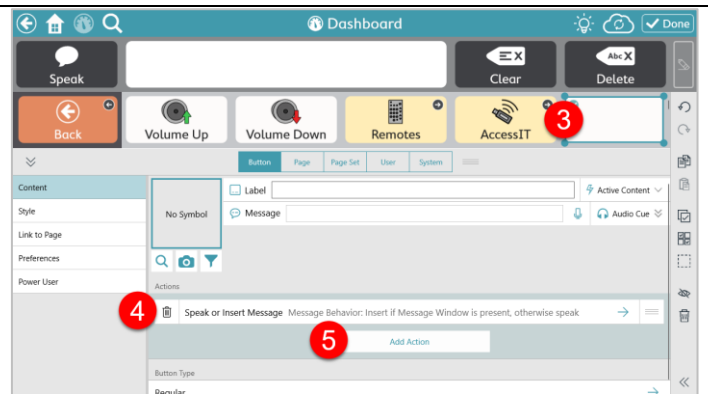 Dashboard
Done
Speak
Clear
Abc
Delete
Back
Volume Up
Volume Down
Remotes
AccessIT
3
Button Page Page Set User System
Content
Style
Link to Page
Preferences
Power User
No Symbol
Label
Active Content
Message
Audio Cue
Actions
4
Speak or Insert Message Message Behavior: Insert if Message Window is present, otherwise speak
5
Add Action
Button Type
Regular